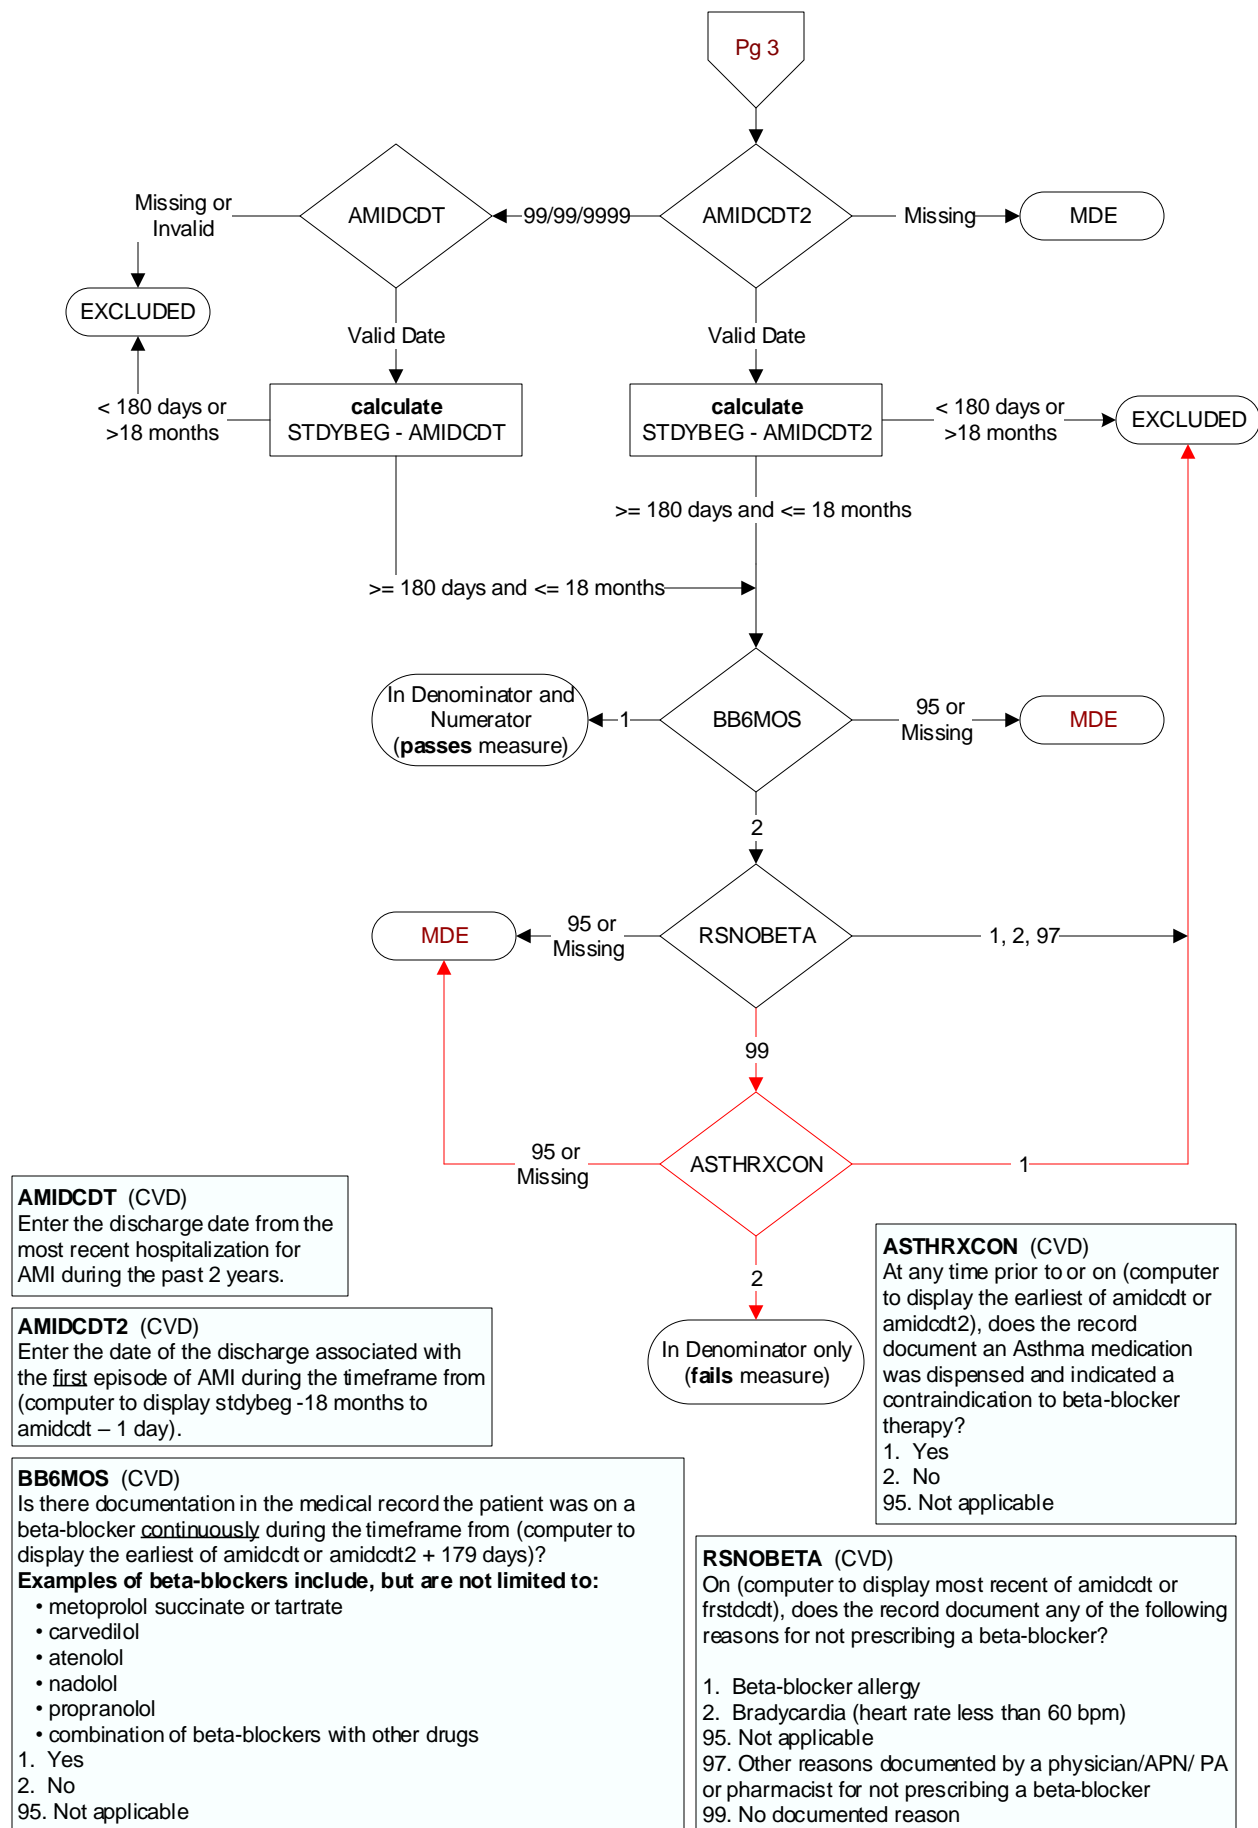 Pg 3
Missing or
Invalid
AMIDCDT
99/99/9999
AMIDCDT2
Missing
MDE
EXCLUDED
Valid Date
Valid Date
< 180 days or
>18 months
calculate
STDYBEG - AMIDCDT
calculate
STDYBEG - AMIDCDT2
< 180 days or
>18 months
EXCLUDED
>= 180 days and <= 18 months
>= 180 days and <= 18 months
In Denominator and
Numerator
(passes measure)
1
BB6MOS
95 or
Missing
MDE
2
MDE
95 or
Missing
RSNOBETA
1, 2, 97
99
95 or
Missing
ASTHRXCON
1
2
In Denominator only
(fails measure)
AMIDCDT (CVD)
Enter the discharge date from the
most recent hospitalization for
AMI during the past 2 years.
AMIDCDT2 (CVD)
Enter the date of the discharge associated with
the first episode of AMI during the timeframe from
(computer to display stdybeg -18 months to
amidcdt – 1 day).
BB6MOS (CVD)
Is there documentation in the medical record the patient was on a
beta-blocker continuously during the timeframe from (computer to
display the earliest of amidcdt or amidcdt2 + 179 days)?
Examples of beta-blockers include, but are not limited to:
• metoprolol succinate or tartrate
• carvedilol
• atenolol
• nadolol
• propranolol
• combination of beta-blockers with other drugs
1. Yes
2. No
95. Not applicable
ASTHRXCON (CVD)
At any time prior to or on (computer
to display the earliest of amidcdt or
amidcdt2), does the record
document an Asthma medication
was dispensed and indicated a
contraindication to beta-blocker
therapy?
1. Yes
2. No
95. Not applicable
RSNOBETA (CVD)
On (computer to display most recent of amidcdt or
frstdcdt), does the record document any of the following
reasons for not prescribing a beta-blocker?
1. Beta-blocker allergy
2. Bradycardia (heart rate less than 60 bpm)
95. Not applicable
97. Other reasons documented by a physician/APN/ PA
or pharmacist for not prescribing a beta-blocker
99. No documented reason